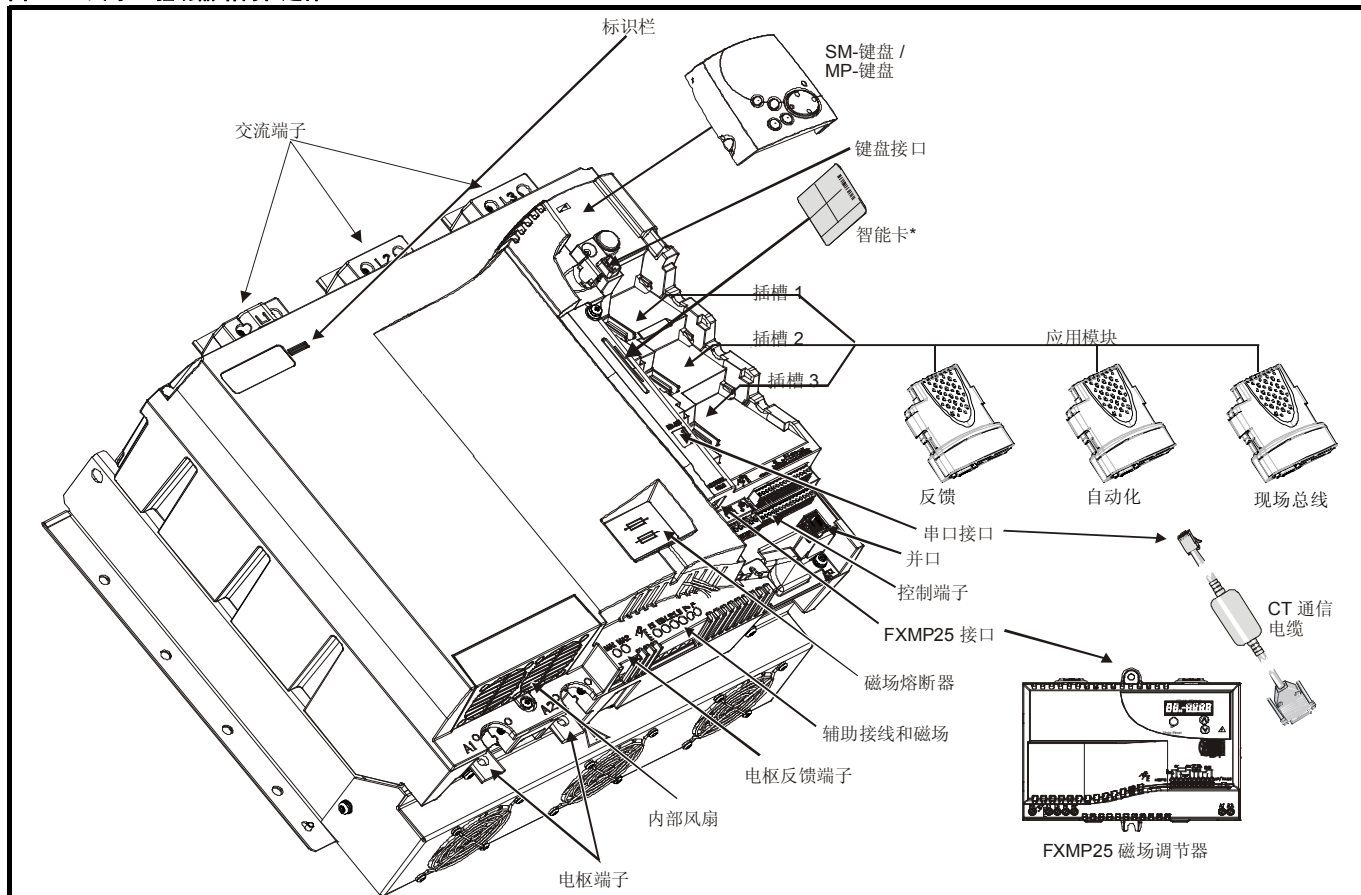 标识栏
SM-键盘 /
MP-键盘
交流端子
键盘接口
L3
智能卡*
L2
插槽 1
L1
插槽 2
应用模块
插槽 3
反馈
自动化
现场总线
串口接口
并口
控制端子
CT 通信
电缆
FXMP25 接口
磁场熔断器
辅助接线和磁场
A2
A1
电枢反馈端子
内部风扇
FXMP25 磁场调节器
电枢端子